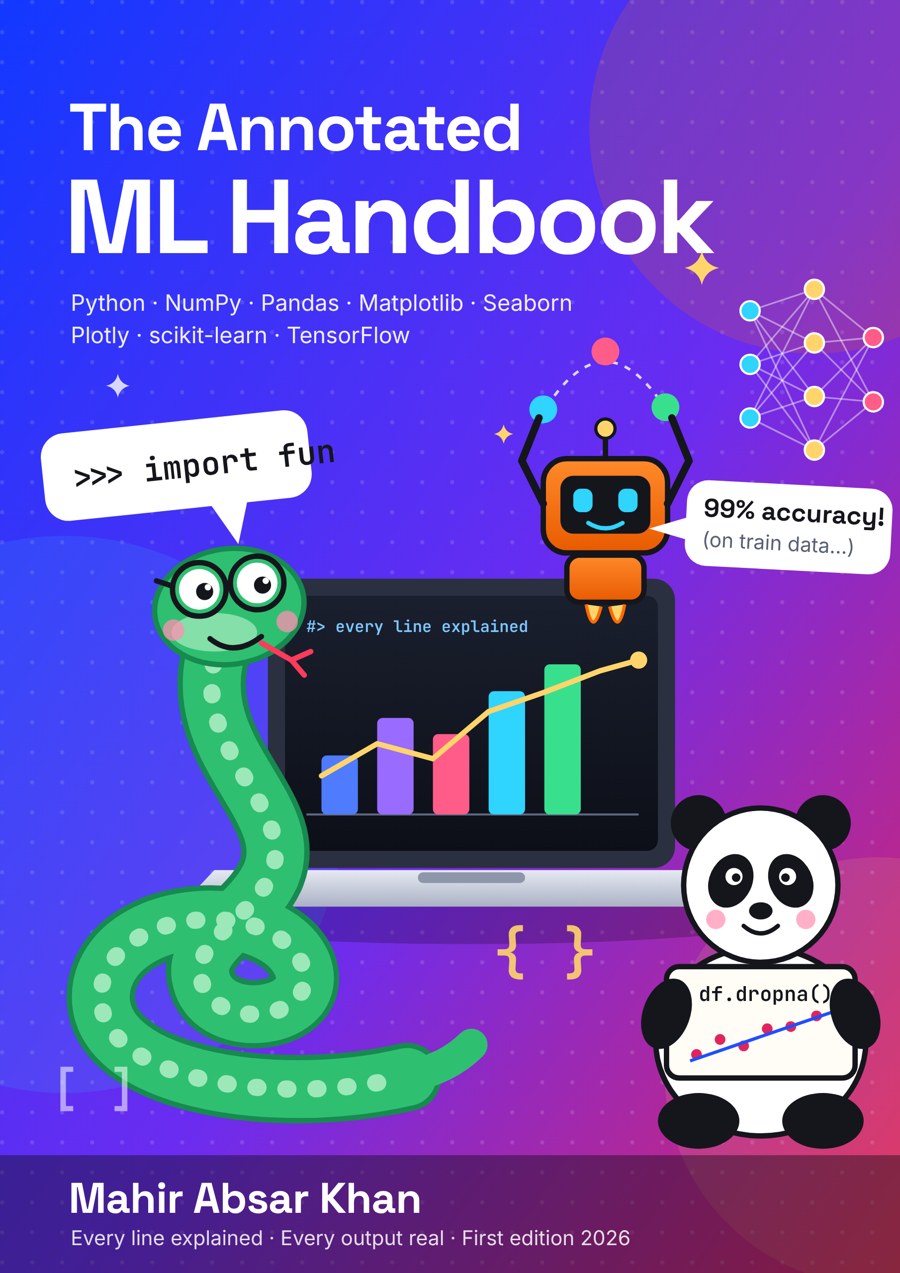 The Annotated
ML Handbook
Python · NumPy · Pandas · Matplotlib · Seaborn
Plotly · scikit-learn · TensorFlow
>>> import fun
99% accuracy!
(on train data...)
#> every line explained
{ }
df.dropna()
[ ]
Mahir Absar Khan
Every line explained · Every output real · First edition 2026